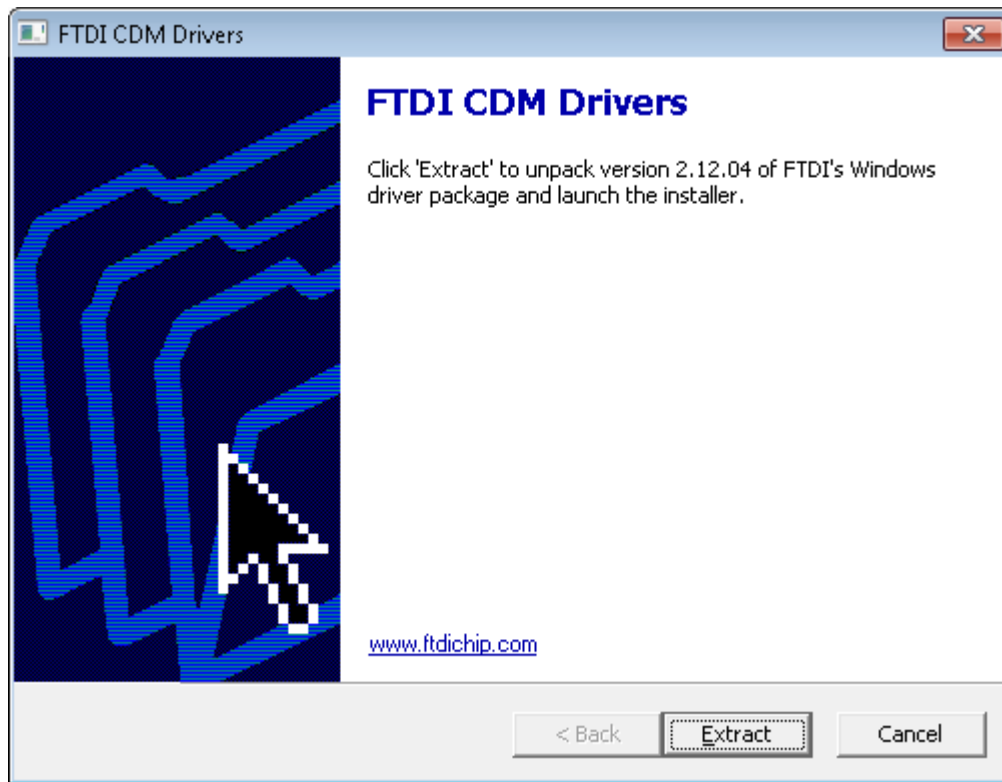 FTDI CDM Drivers
FTDI CDM Drivers
Click 'Extract' to unpack version 2.12.04 of FTDI's Windows
driver package and launch the installer.
www.ftdichip.com
< Back
Extract
Cancel